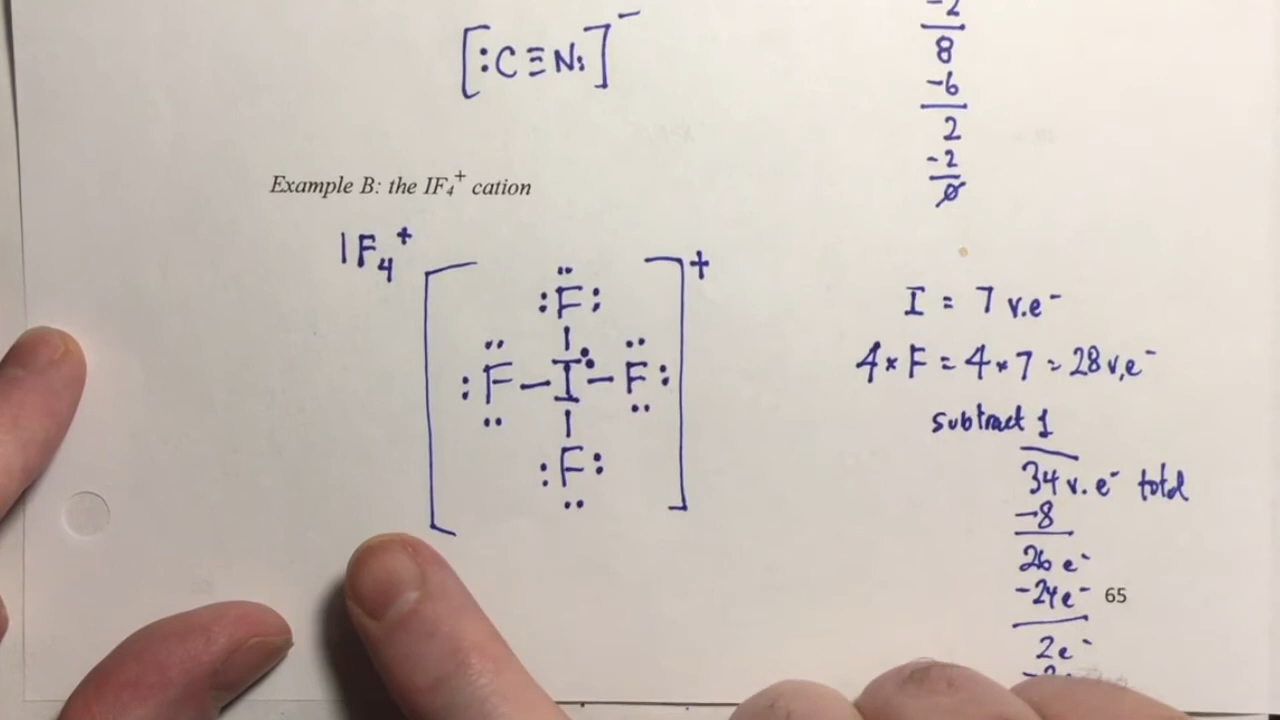 [:C≡N:]⁻
-2
8
-6
2
-2
0
Example B: the IF₄⁺ cation
IF₄⁺
[ :F: ]+
:F-I-F:
:F:
I = 7 v.e⁻
4×F = 4×7 = 28 v.e⁻
subtract 1
34 v.e⁻ total
-8
26 e⁻
-24e⁻
65
2e⁻